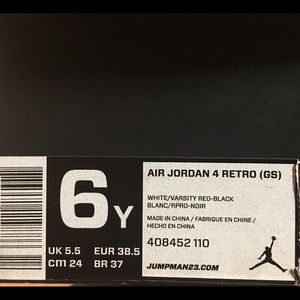 6Y
UK 5.5 EUR 38.5
cm 24 BR 37
AIR JORDAN 4 RETRO (GS)
WHITE/VARSITY RED-BLACK
BLANC/RPRO-NOIR
MADE IN CHINA / FABRIQUE EN CHINE /
HECHO EN CHINA
408452 110
JUMPMAN23.COM